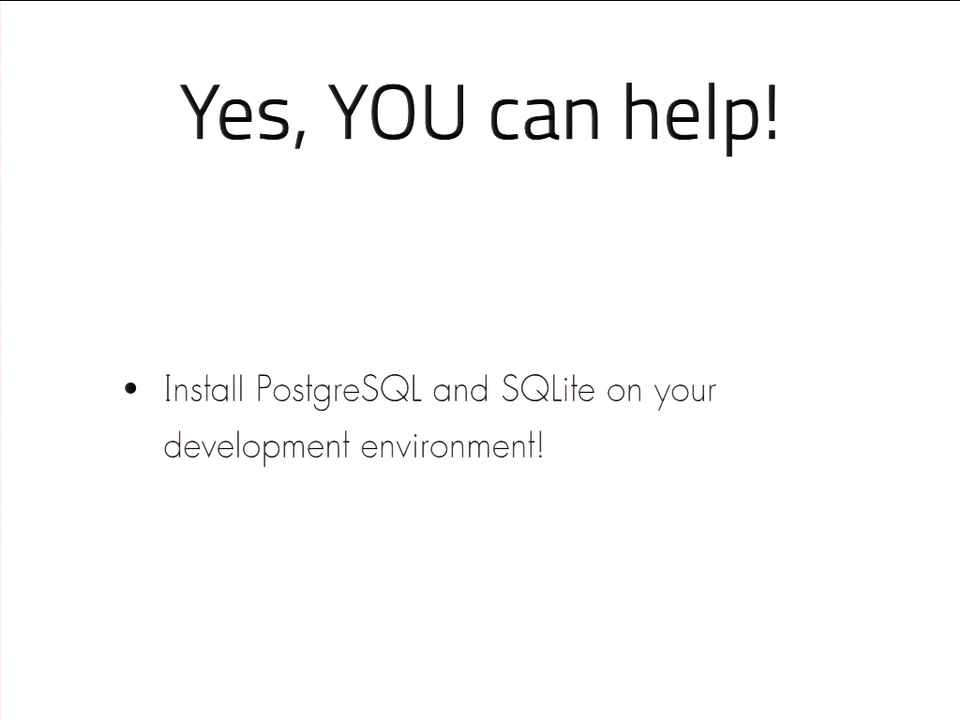 Yes, YOU can help!
• Install PostgreSQL and SQLite on your
development environment!